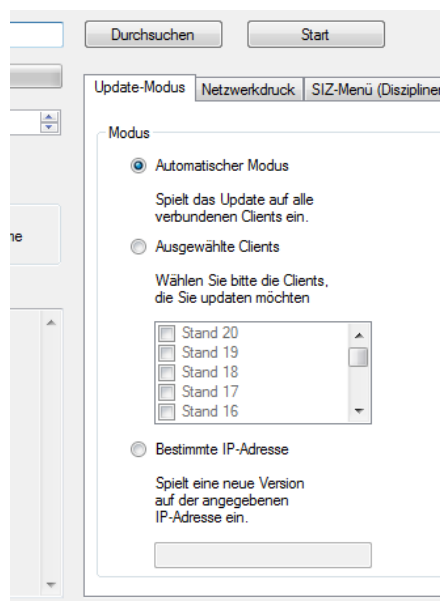 Durchsuchen Start
Update-Modus Netzwerkdruck SIZ-Menü (Disziplinen
Modus
Automatischer Modus
Spielt das Update auf alle
verbundenen Clients ein.
Ausgewählte Clients
Wählen Sie bitte die Clients,
die Sie updaten möchten
Stand 20
Stand 19
Stand 18
Stand 17
Stand 16
Bestimmte IP-Adresse
Spielt eine neue Version
auf der angegebenen
IP-Adresse ein.